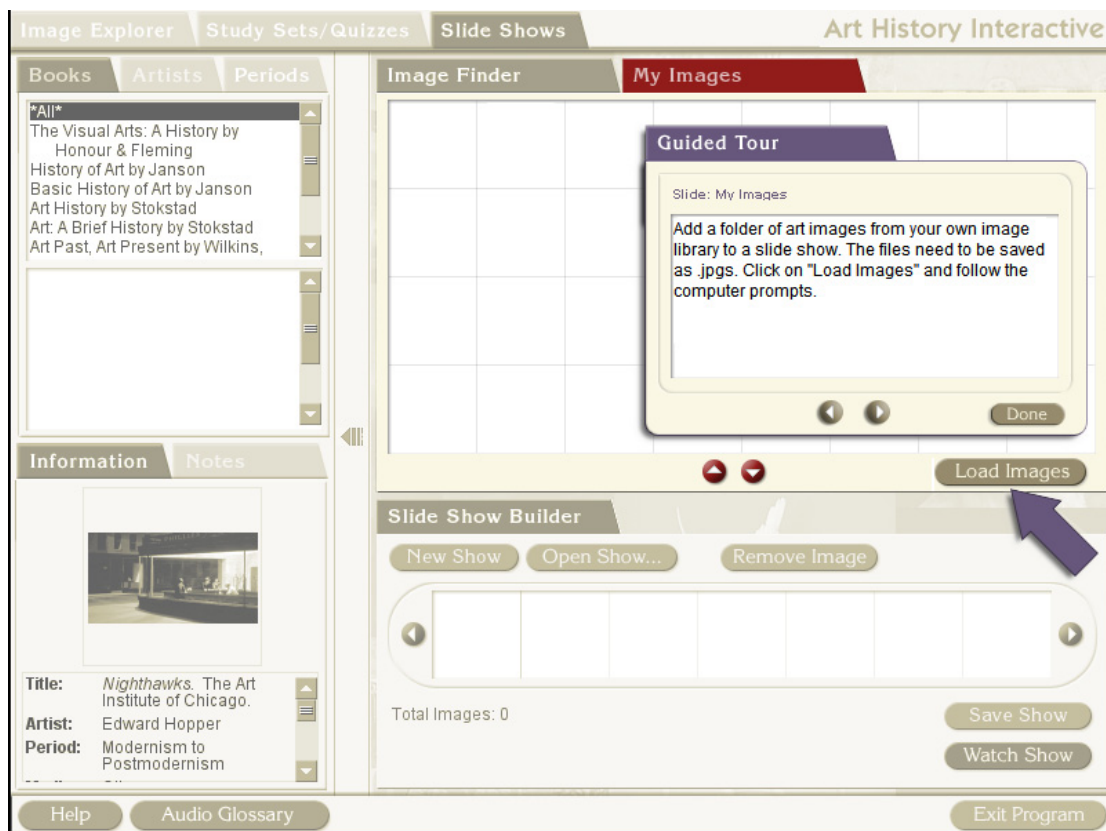 Image Explorer
Study Sets/Quizzes
Slide Shows
Art History Interactive
Books
Artists
Periods
*All*
The Visual Arts: A History by
Honour & Fleming
History of Art by Janson
Basic History of Art by Janson
Art History by Stokstad
Art: A Brief History by Stokstad
Art Past, Art Present by Wilkins,
Information
Notes
Title:
Nighthawks. The Art
Institute of Chicago.
Artist:
Edward Hopper
Period:
Modernism to
Postmodernism
Image Finder
My Images
Guided Tour
Slide: My Images
Add a folder of art images from your own image
library to a slide show. The files need to be saved
as .jpgs. Click on "Load Images" and follow the
computer prompts.
Done
Load Images
Slide Show Builder
New Show
Open Show...
Remove Image
Total Images: 0
Save Show
Watch Show
Help
Audio Glossary
Exit Program